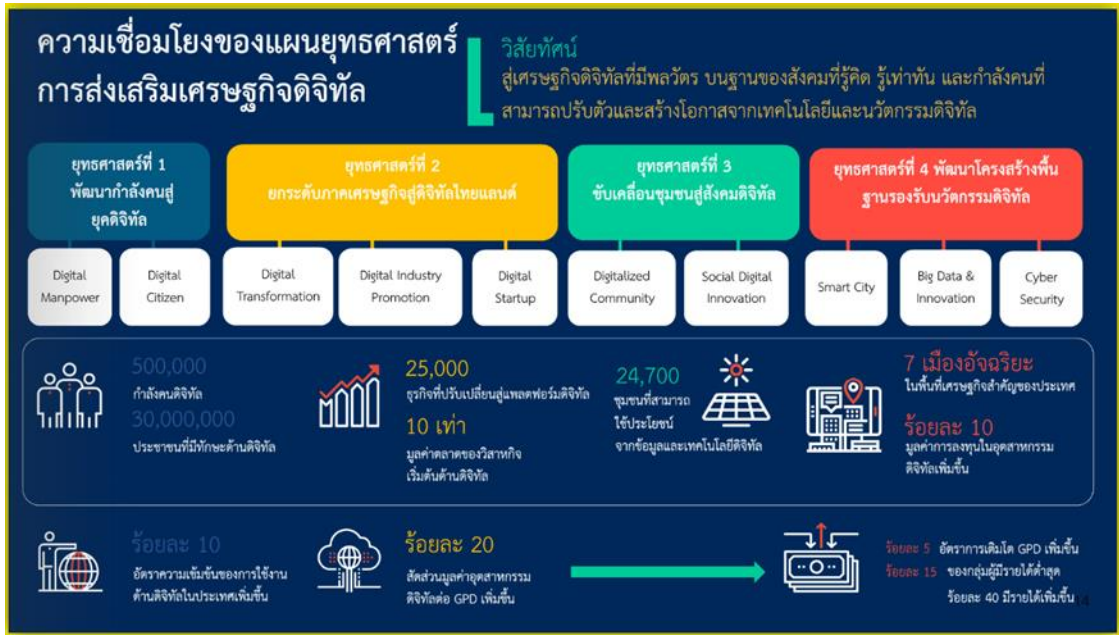 ความเชื่อมโยงของแผนยุทธศาสตร์
การส่งเสริมเศรษฐกิจดิจิทัล
วิสัยทัศน์
สู่เศรษฐกิจดิจิทัลที่มีพลวัตร บนฐานของสังคมที่รู้คิด รู้เท่าทัน และกำลังคนที่
สามารถปรับตัวและสร้างโอกาสจากเทคโนโลยีและนวัตกรรมดิจิทัล
ยุทธศาสตร์ที่ 1
พัฒนากำลังคนสู่
ยุคดิจิทัล
ยุทธศาสตร์ที่ 2
ยกระดับภาคเศรษฐกิจสู่ดิจิทัลไทยแลนด์
ยุทธศาสตร์ที่ 3
ขับเคลื่อนชุมชนสู่สังคมดิจิทัล
ยุทธศาสตร์ที่ 4 พัฒนาโครงสร้างพื้น
ฐานรองรับนวัตกรรมดิจิทัล
Digital
Manpower
Digital
Citizen
Digital
Transformation
Digital Industry
Promotion
Digital
Startup
Digitalized
Community
Social Digital
Innovation
Smart City
Big Data &
Innovation
Cyber
Security
500,000
กำลังคนดิจิทัล
30,000,000
ประชาชนที่มีทักษะด้านดิจิทัล
25,000
ธุรกิจที่ปรับเปลี่ยนสู่แพลตฟอร์มดิจิทัล
10 เท่า
มูลค่าตลาดของวิสาหกิจ
เริ่มต้นด้านดิจิทัล
24,700
ชุมชนที่สามารถ
ใช้ประโยชน์
จากข้อมูลและเทคโนโลยีดิจิทัล
7 เมืองอัจฉริยะ
ในพื้นที่เศรษฐกิจสำคัญของประเทศ
ร้อยละ 10
มูลค่าการลงทุนในอุตสาหกรรม
ดิจิทัลเพิ่มขึ้น
ร้อยละ 10
อัตราความเข้มข้นของการใช้งาน
ด้านดิจิทัลในประเทศเพิ่มขึ้น
ร้อยละ 20
สัดส่วนมูลค่าอุตสาหกรรม
ดิจิทัลต่อ GPD เพิ่มขึ้น
ร้อยละ 5 อัตราการเติมโต GPD เพิ่มขึ้น
ร้อยละ 15 ของกลุ่มผู้มีรายได้ต่ำสุด
ร้อยละ 40 มีรายได้เพิ่มขึ้น
14